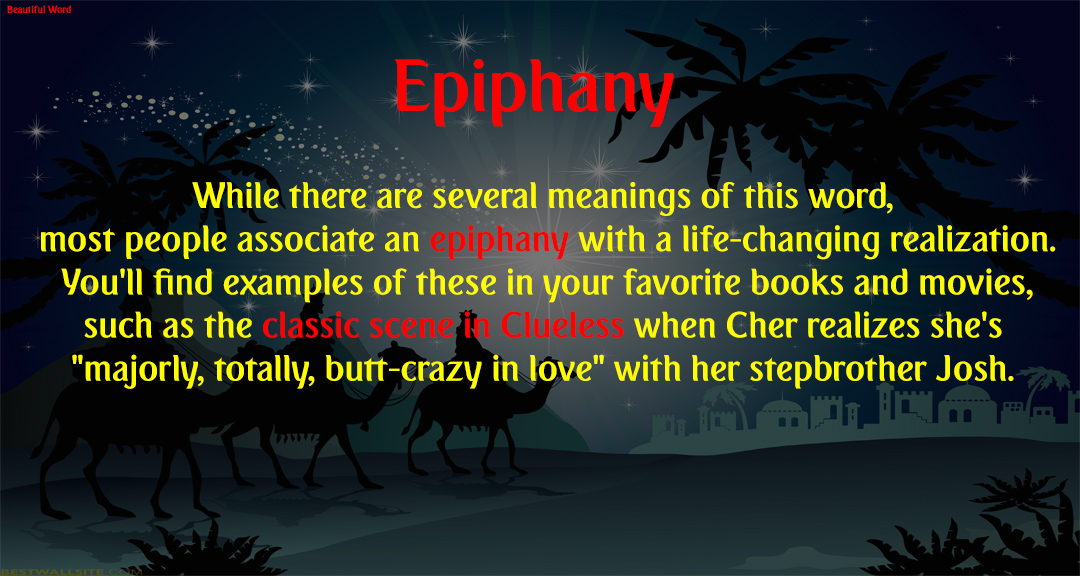 Beautiful Word
Epiphany
While there are several meanings of this word,
most people associate an epiphany with a life-changing realization.
You'll find examples of these in your favorite books and movies,
such as the classic scene in Clueless when Cher realizes she's
"majorly, totally, butt-crazy in love" with her stepbrother Josh.
BESTWALLSITE.COM